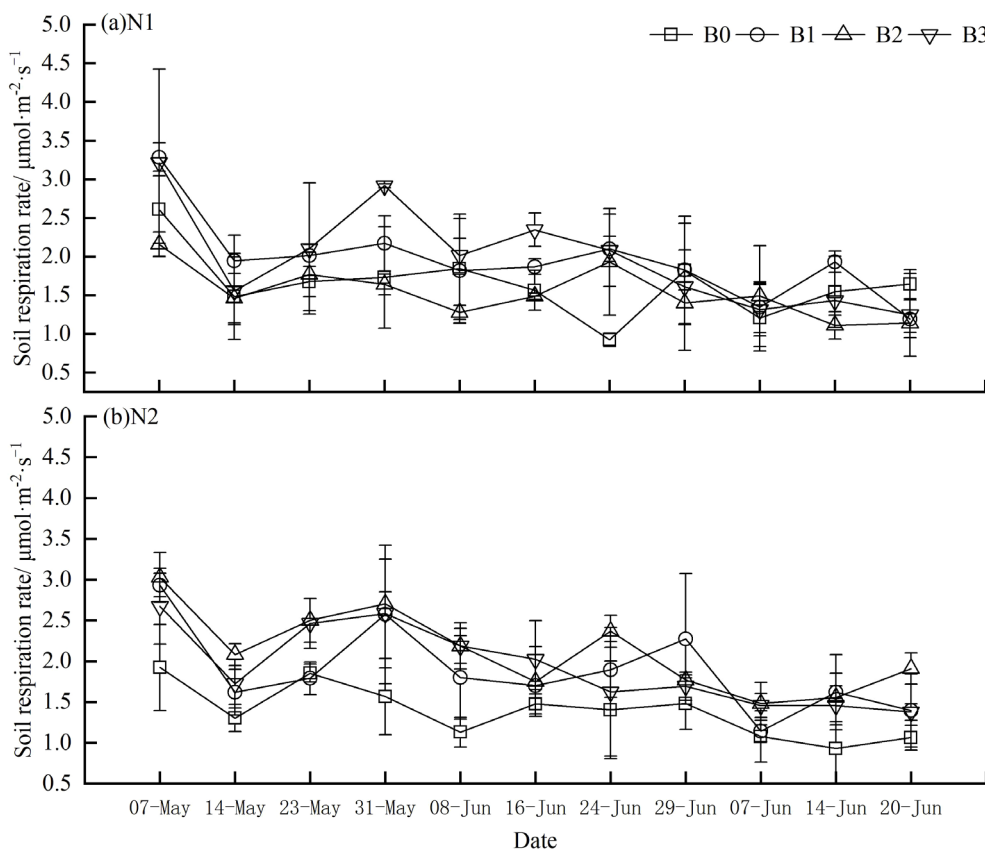 (a)N1
B0 B1 B2 B3
Soil respiration rate/ μmol·m⁻²·s⁻¹
5.0
4.5
4.0
3.5
3.0
2.5
2.0
1.5
1.0
0.5
(b)N2
Soil respiration rate/ μmol·m⁻²·s⁻¹
5.0
4.5
4.0
3.5
3.0
2.5
2.0
1.5
1.0
0.5
07-May 14-May 23-May 31-May 08-Jun 16-Jun 24-Jun 29-Jun 07-Jun 14-Jun 20-Jun
Date